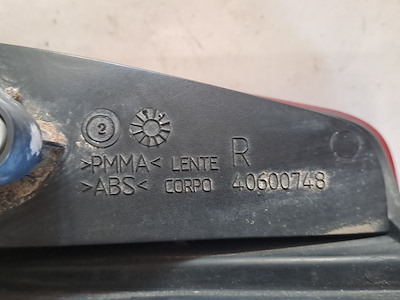 2
>PMMA< LENTE R
>ABS< CORPO 40600748